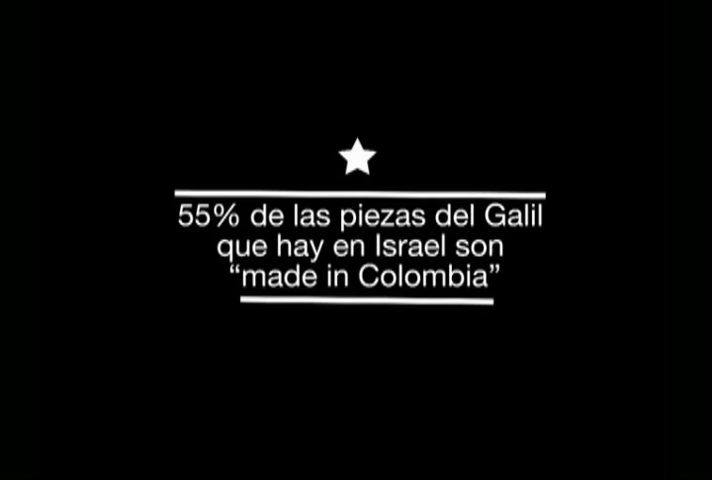 55% de las piezas del Galil
que hay en Israel son
“made in Colombia”